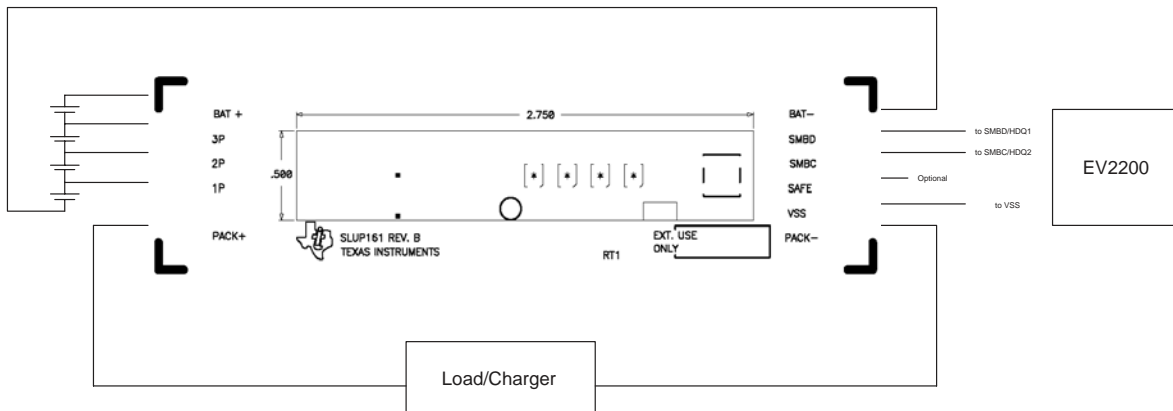 BAT +
3P
2P
1P
PACK+
2.750
.500
* * * *
SLUP161 REV. B
TEXAS INSTRUMENTS
RT1
EXT. USE
ONLY
BAT-
SMBD
SMBC
SAFE
VSS
PACK-
to SMBD/HDQ1
to SMBC/HDQ2
Optional
to VSS
EV2200
Load/Charger